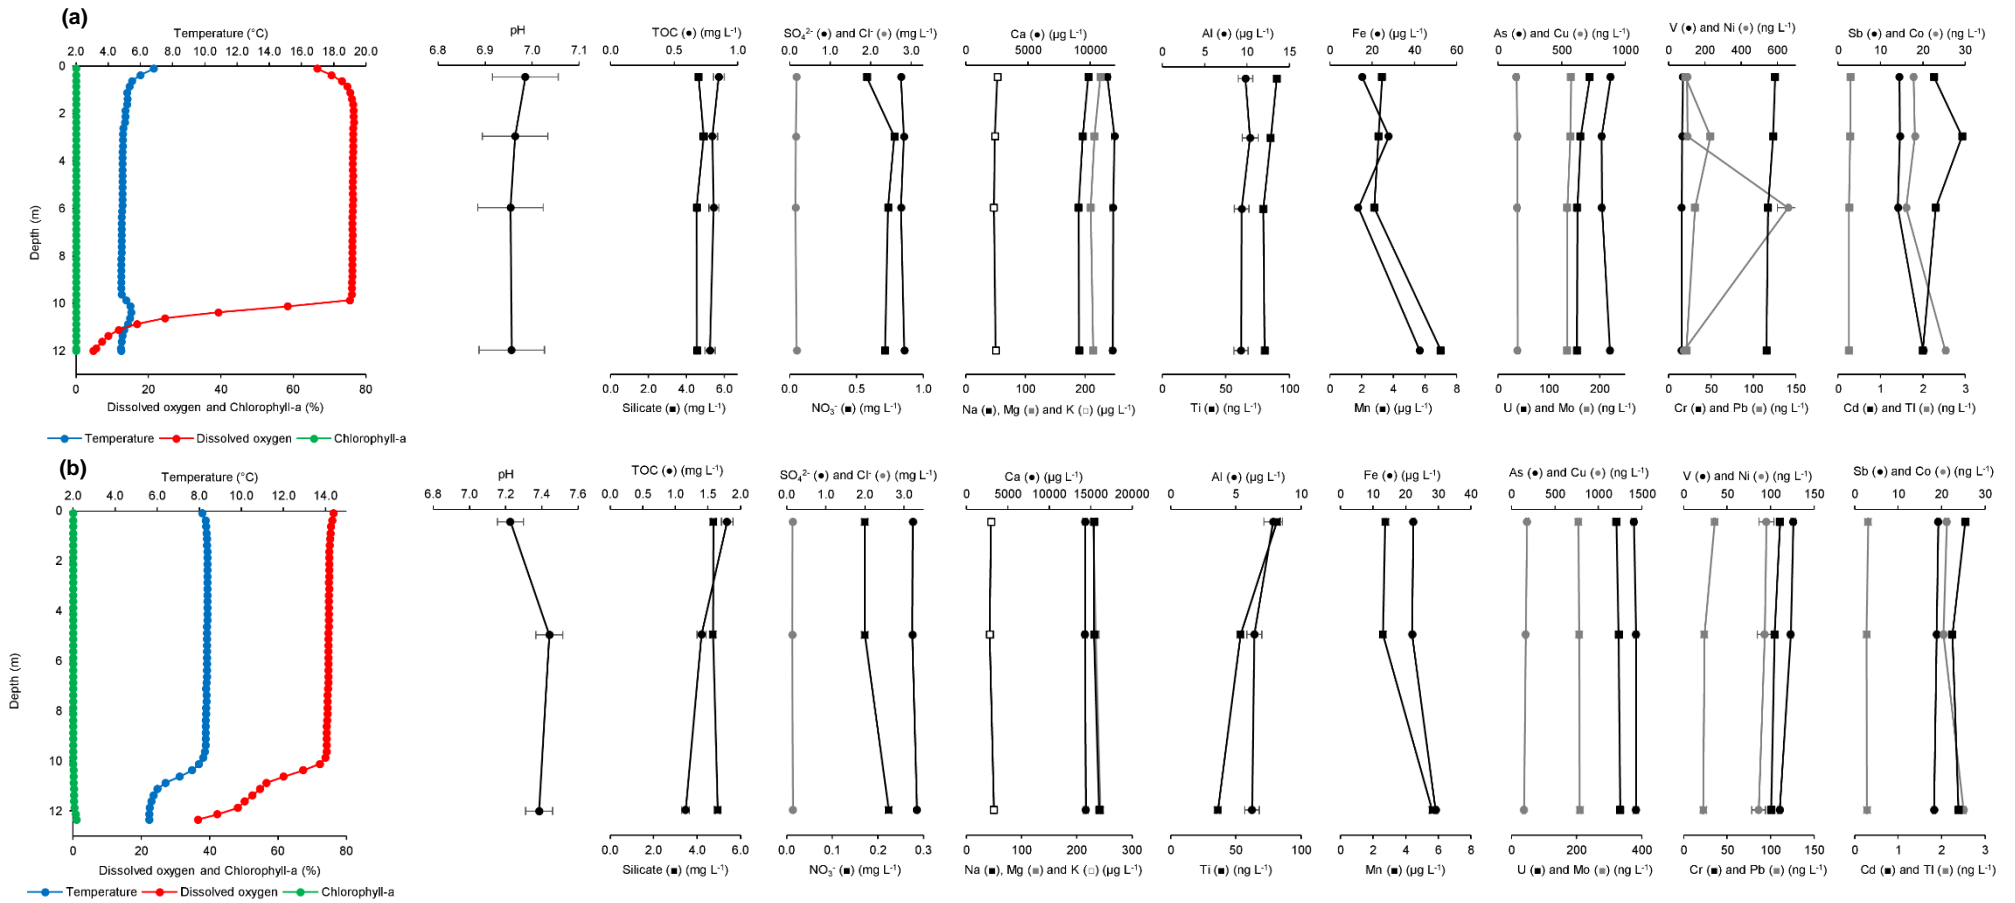 (a)
Temperature (°C)
2.0 4.0 6.0 8.0 10.0 12.0 14.0 16.0 18.0 20.0
0
2
4
6
8
10
12
Depth (m)
0 20 40 60 80
Dissolved oxygen and Chlorophyll-a (%)
Temperature Dissolved oxygen Chlorophyll-a
pH
6.8 6.9 7.0 7.1
TOC (●) (mg L⁻¹)
0.0 0.5 1
0.0 2.0 4.0 6.0
Silicate (■) (mg L⁻¹)
SO₄²⁻ (●) and Cl⁻ (●) (mg L⁻¹)
0.0 1.0 2.0 3.0
0.0 0.5 1.0
NO₃⁻ (■) (mg L⁻¹)
Ca (●) (µg L⁻¹)
0 5000 10000
0 100 200
Na (■), Mg (■) and K (□) (µg L⁻¹)
Al (●) (µg L⁻¹)
0 5 10 15
0 50 100
Ti (■) (ng L⁻¹)
Fe (●) (µg L⁻¹)
0 20 40 60
0 2 4 6 8
Mn (■) (µg L⁻¹)
As (●) and Cu (●) (ng L⁻¹)
0 500 1000
0 100 200
U (■) and Mo (■) (ng L⁻¹)
V (●) and Ni (●) (ng L⁻¹)
0 200 400 600
0 50 100 150
Cr (■) and Pb (■) (ng L⁻¹)
Sb (●) and Co (●) (ng L⁻¹)
0 10 20 30
0 1 2 3
Cd (■) and Tl (■) (ng L⁻¹)
(b)
Temperature (°C)
2.0 4.0 6.0 8.0 10.0 12.0 14.0
0
2
4
6
8
10
12
Depth (m)
0 20 40 60 80
Dissolved oxygen and Chlorophyll-a (%)
Temperature Dissolved oxygen Chlorophyll-a
pH
6.8 7.0 7.2 7.4 7.6
TOC (●) (mg L⁻¹)
0.0 0.5 1.0 1.5 2.0
0.0 2.0 4.0 6.0
Silicate (■) (mg L⁻¹)
SO₄²⁻ (●) and Cl⁻ (●) (mg L⁻¹)
0.0 1.0 2.0 3.0
0.0 0.1 0.2 0.3
NO₃⁻ (■) (mg L⁻¹)
Ca (●) (µg L⁻¹)
0 5000 10000 15000 20000
0 100 200 300
Na (■), Mg (■) and K (□) (µg L⁻¹)
Al (●) (µg L⁻¹)
0 5 10
0 50 100
Ti (■) (ng L⁻¹)
Fe (●) (µg L⁻¹)
0 10 20 30 40
0 2 4 6 8
Mn (■) (µg L⁻¹)
As (●) and Cu (●) (ng L⁻¹)
0 500 1000 1500
0 200 400
U (■) and Mo (■) (ng L⁻¹)
V (●) and Ni (●) (ng L⁻¹)
0 50 100 150
0 50 100 150
Cr (■) and Pb (■) (ng L⁻¹)
Sb (●) and Co (●) (ng L⁻¹)
0 10 20 30
0 1 2 3
Cd (■) and Tl (■) (ng L⁻¹)